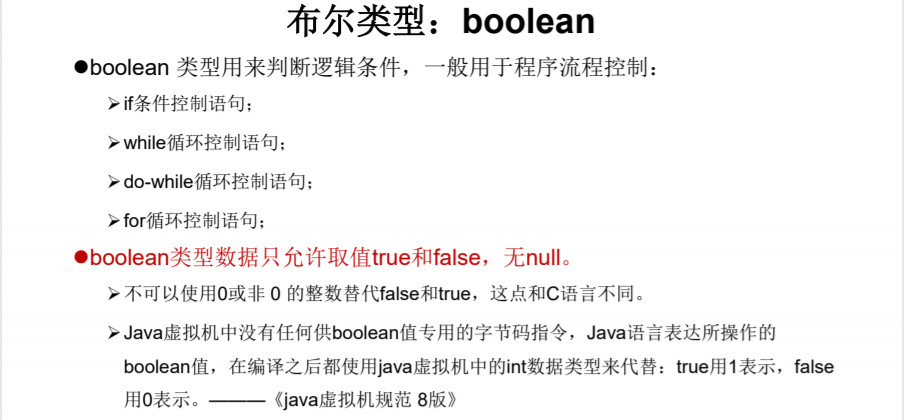 布尔类型：boolean
●boolean 类型用来判断逻辑条件，一般用于程序流程控制：
➢if条件控制语句；
➢while循环控制语句；
➢do-while循环控制语句；
➢for循环控制语句；
●boolean类型数据只允许取值true和false，无null。
➢不可以使用0或非 0 的整数替代false和true，这点和C语言不同。
➢Java虚拟机中没有任何供boolean值专用的字节码指令，Java语言表达所操作的
boolean值，在编译之后都使用java虚拟机中的int数据类型来代替：true用1表示，false
用0表示。———《java虚拟机规范 8版》